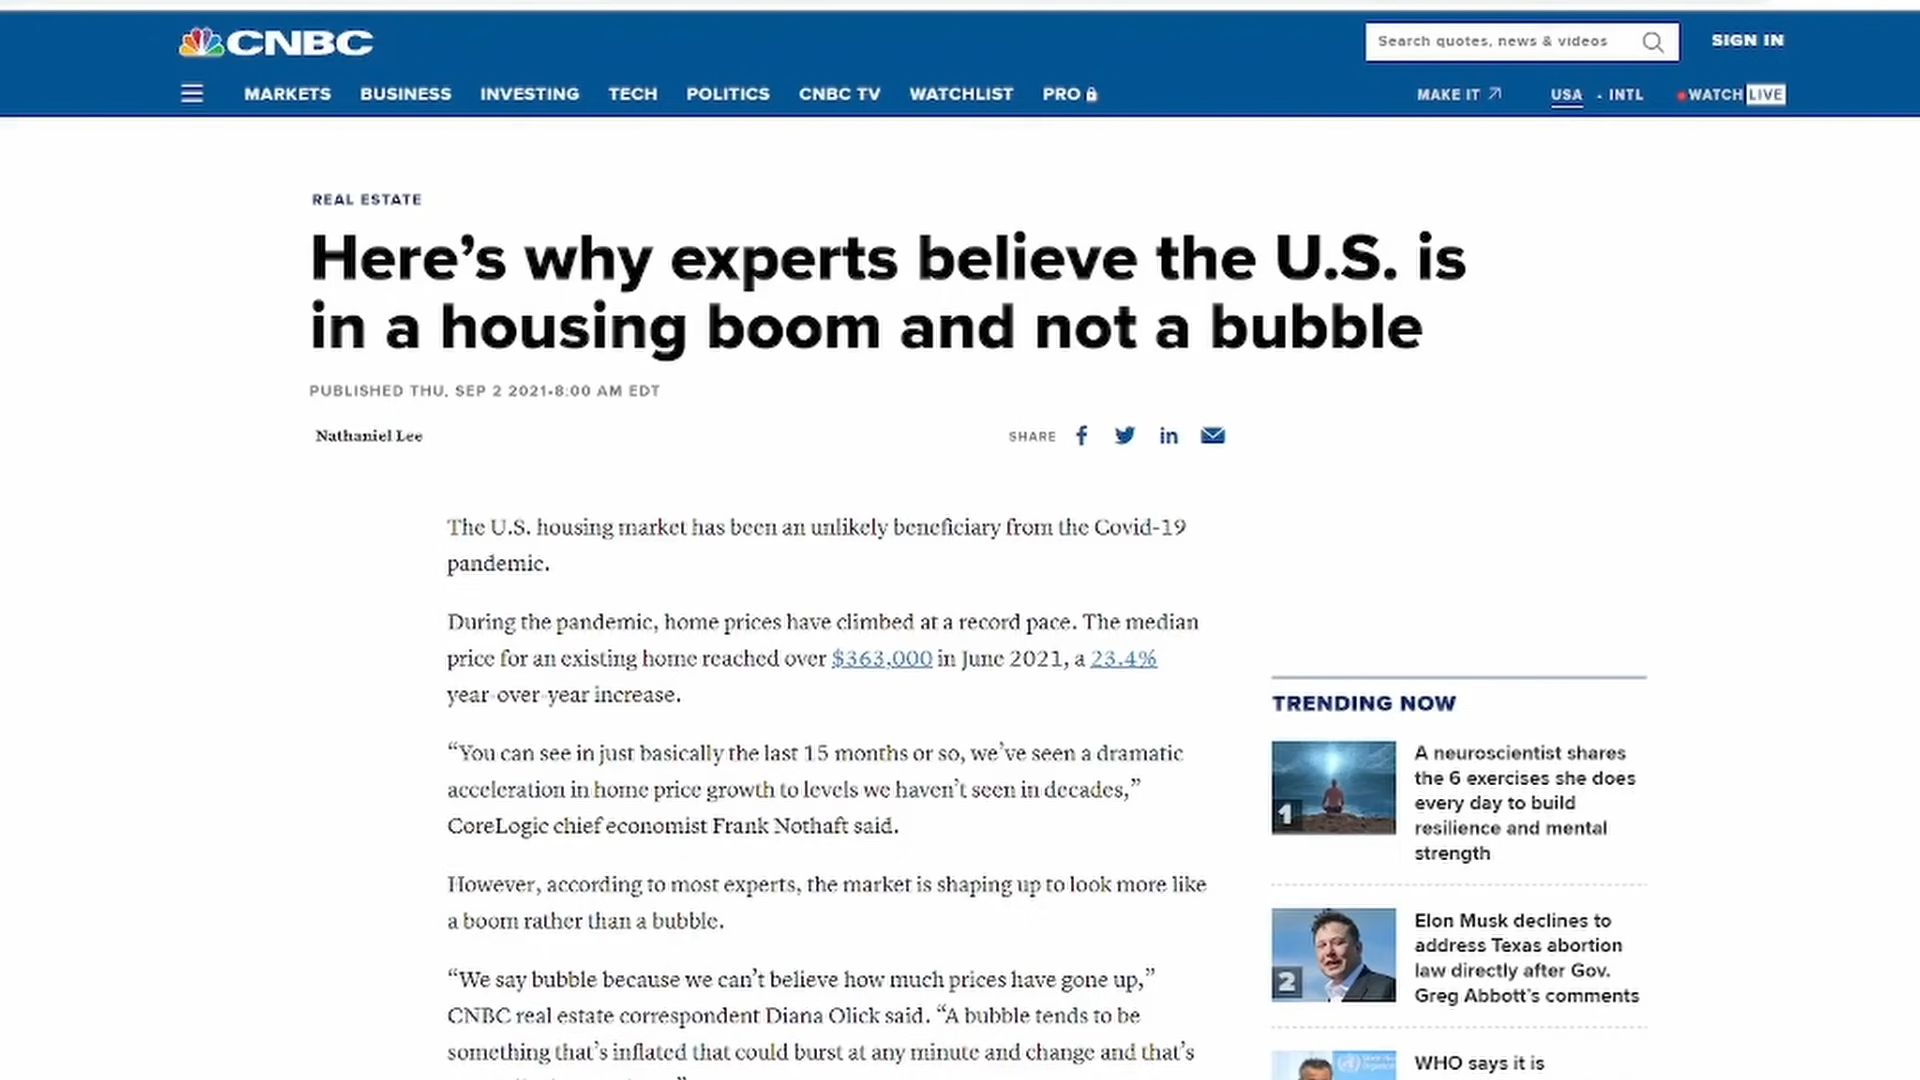 CNBC
Search quotes, news & videos
SIGN IN
MARKETS BUSINESS INVESTING TECH POLITICS CNBC TV WATCHLIST PRO
MAKE IT USA • INTL WATCH LIVE
REAL ESTATE
Here’s why experts believe the U.S. is
in a housing boom and not a bubble
PUBLISHED THU, SEP 2 2021•8:00 AM EDT
Nathaniel Lee
SHARE
The U.S. housing market has been an unlikely beneficiary from the Covid-19
pandemic.
During the pandemic, home prices have climbed at a record pace. The median
price for an existing home reached over $363,000 in June 2021, a 23.4%
year-over-year increase.
“You can see in just basically the last 15 months or so, we’ve seen a dramatic
acceleration in home price growth to levels we haven’t seen in decades,”
CoreLogic chief economist Frank Nothaft said.
However, according to most experts, the market is shaping up to look more like
a boom rather than a bubble.
“We say bubble because we can’t believe how much prices have gone up,”
CNBC real estate correspondent Diana Olick said. “A bubble tends to be
something that’s inflated that could burst at any minute and change and that’s
TRENDING NOW
1
A neuroscientist shares
the 6 exercises she does
every day to build
resilience and mental
strength
2
Elon Musk declines to
address Texas abortion
law directly after Gov.
Greg Abbott’s comments
WHO says it is